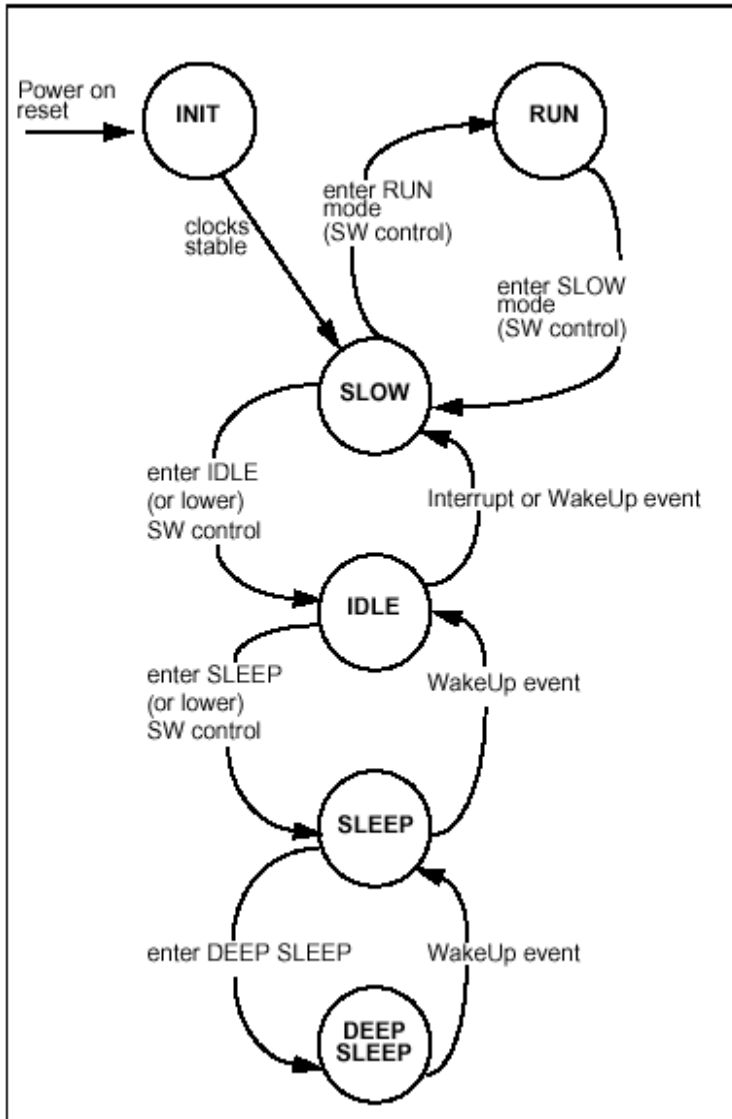 Power on
reset
INIT
RUN
clocks
stable
enter RUN
mode
(SW control)
enter SLOW
mode
(SW control)
SLOW
enter IDLE
(or lower)
SW control
Interrupt or WakeUp event
IDLE
enter SLEEP
(or lower)
SW control
WakeUp event
SLEEP
enter DEEP SLEEP
WakeUp event
DEEP
SLEEP